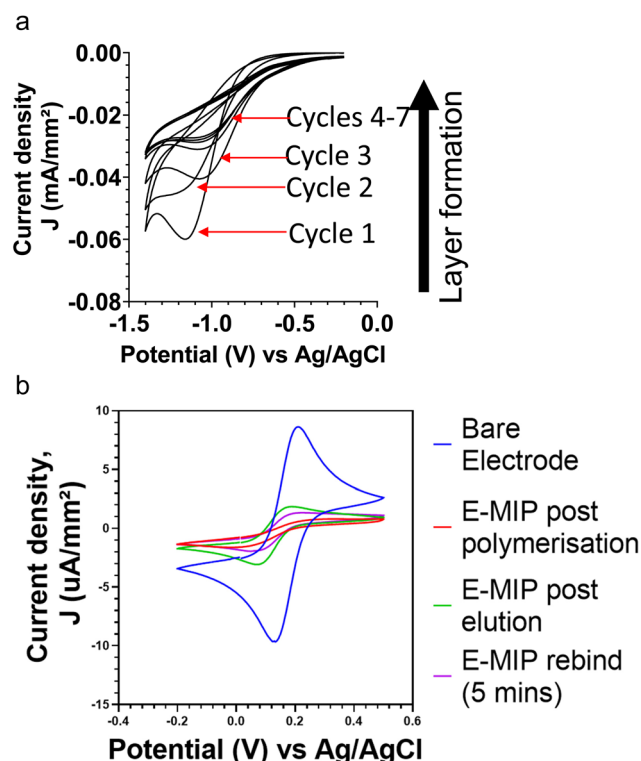 a
Current density
J (mA/mm²)
0.00
-0.02
-0.04
-0.06
-0.08
-1.5
-1.0
-0.5
0.0
Potential (V) vs Ag/AgCl
Cycles 4-7
Cycle 3
Cycle 2
Cycle 1
Layer formation
b
Current density,
J (uA/mm²)
10
5
0
-5
-10
-15
-0.4
-0.2
0.0
0.2
0.4
0.6
Potential (V) vs Ag/AgCl
Bare
Electrode
E-MIP post
polymerisation
E-MIP post
elution
E-MIP rebind
(5 mins)